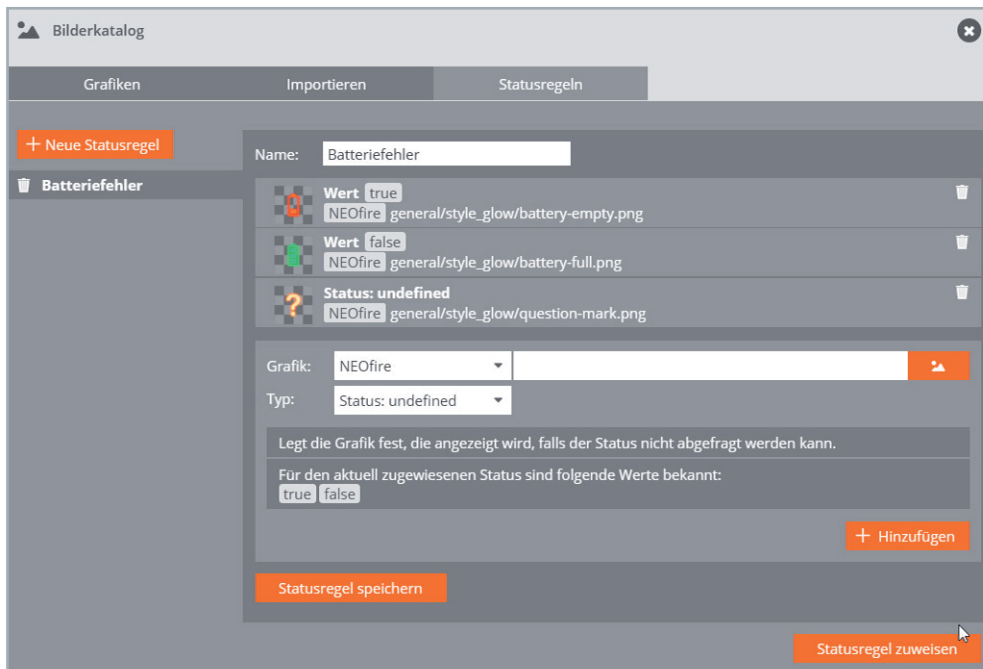 Bilderkatalog
Grafiken Importieren Statusregeln
+ Neue Statusregel
Batteriefehler
Name: Batteriefehler
Wert true
NEOfire general/style_glow/battery-empty.png
Wert false
NEOfire general/style_glow/battery-full.png
Status: undefined
NEOfire general/style_glow/question-mark.png
Grafik: NEOfire
Typ: Status: undefined
Legt die Grafik fest, die angezeigt wird, falls der Status nicht abgefragt werden kann.
Für den aktuell zugewiesenen Status sind folgende Werte bekannt:
true false
+ Hinzufügen
Statusregel speichern
Statusregel zuweisen